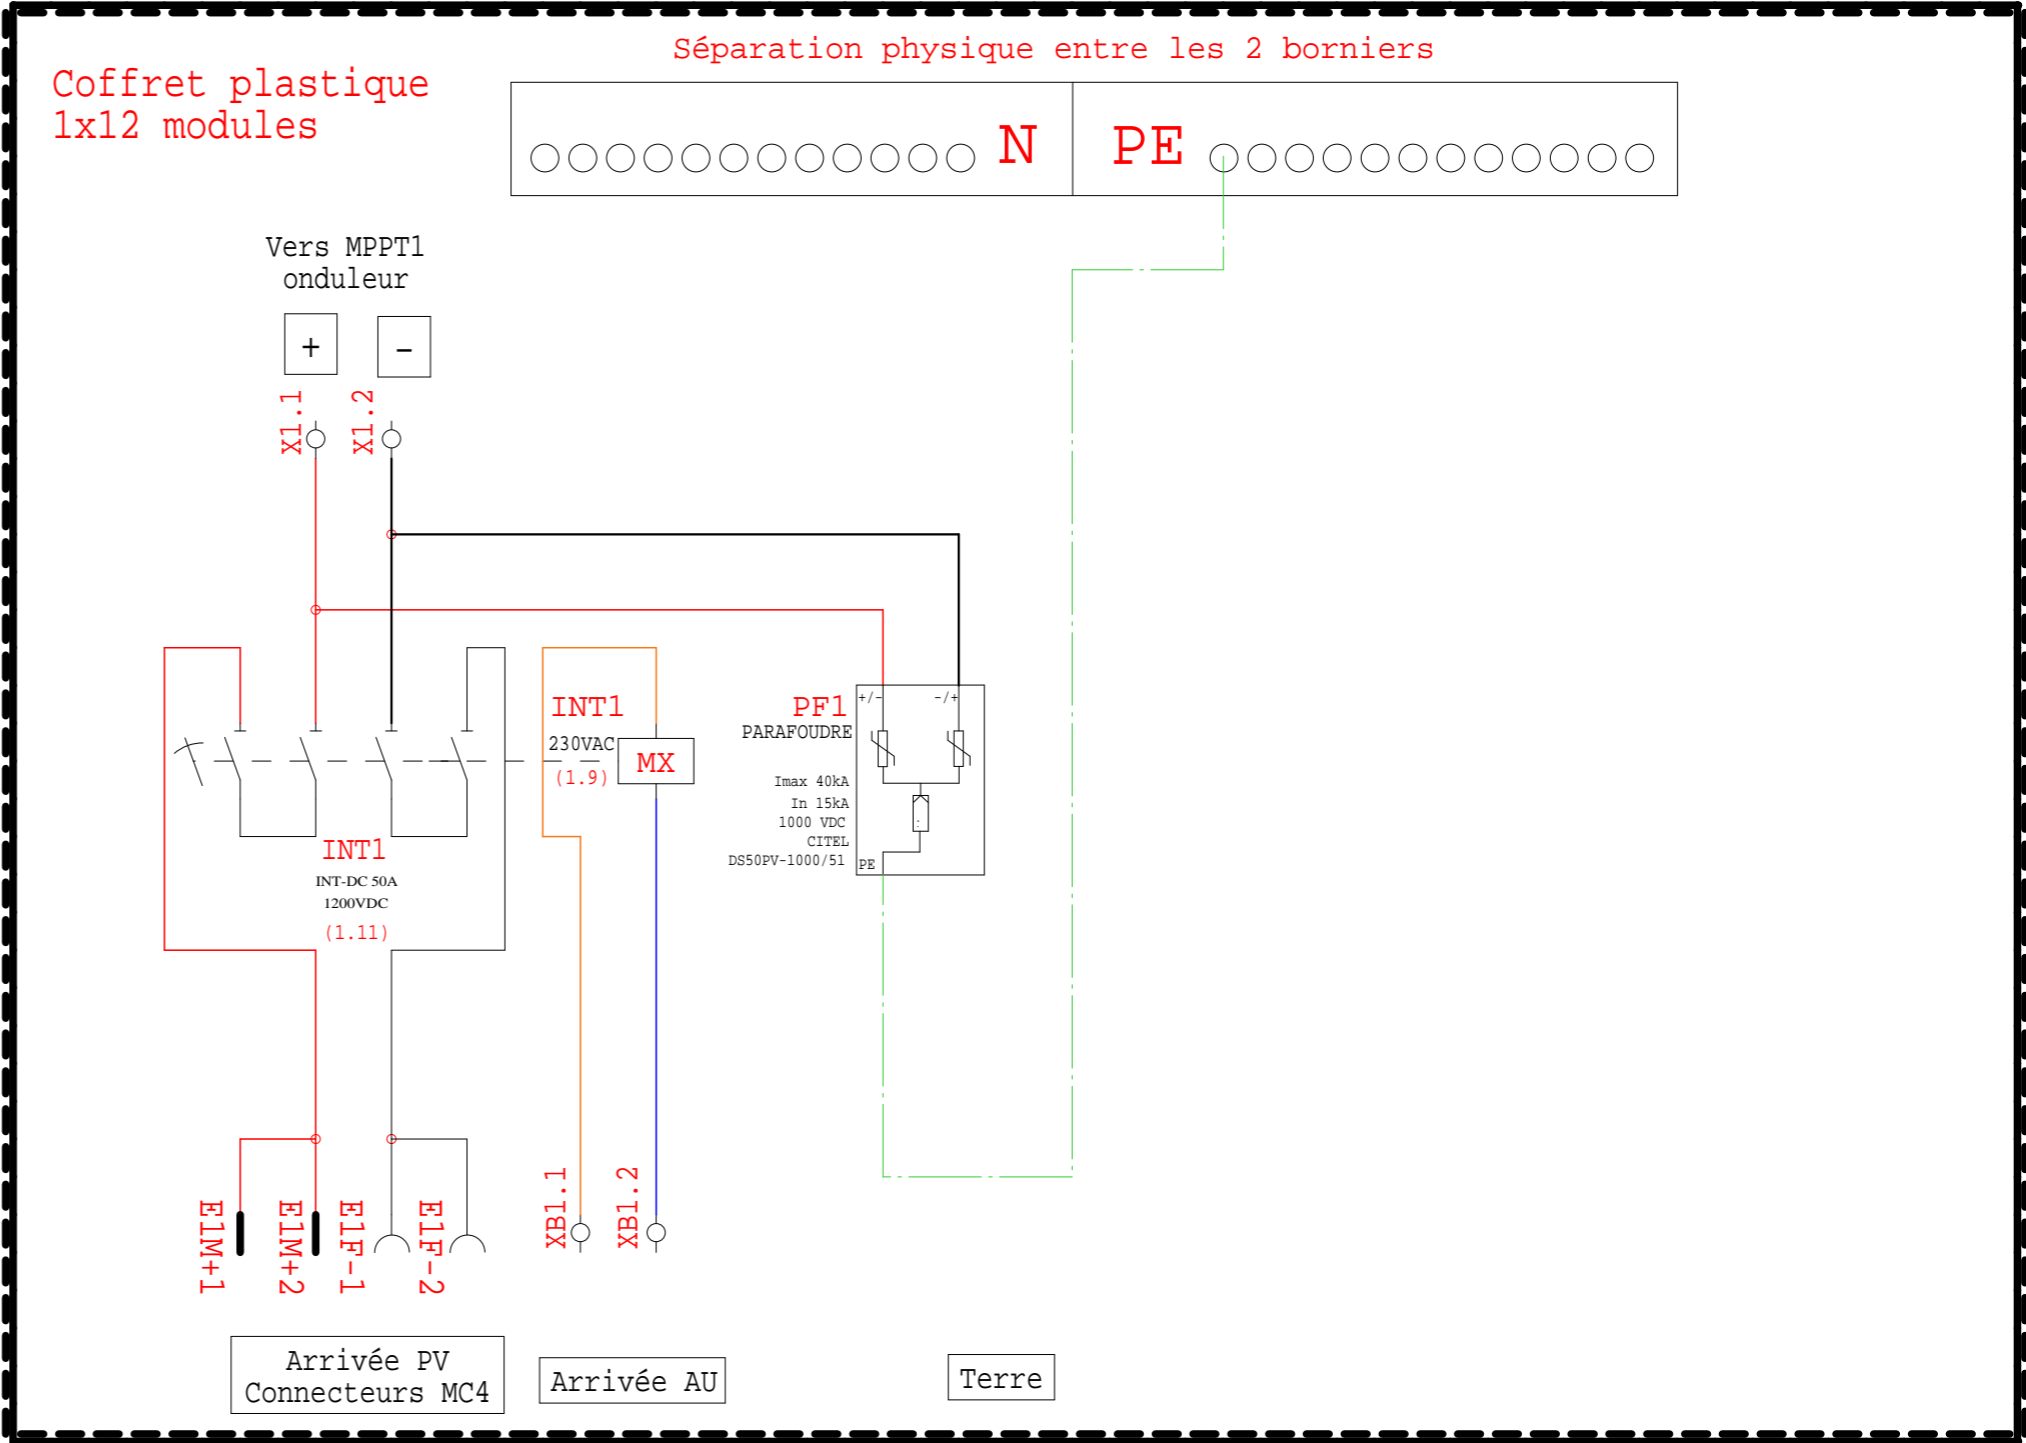 Séparation physique entre les 2 borniers
Coffret plastique
1x12 modules
N
PE
Vers MPPT1
onduleur
+
-
X1.1
X1.2
INT1
230VAC
(1.9)
MX
PF1
PARAFOUDRE
+/-
-/+
Imax 40kA
In 15kA
1000 VDC
CITEL
DS50PV-1000/51
PE
INT1
INT-DC 50A
1200VDC
(1.11)
E1M+1
E1M+2
E1F-1
E1F-2
XB1.1
XB1.2
Arrivée PV
Connecteurs MC4
Arrivée AU
Terre